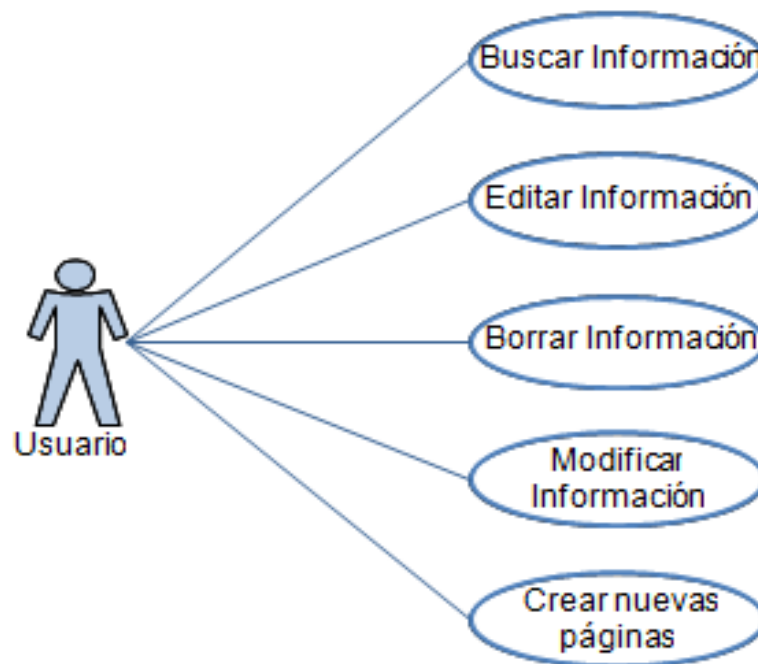 Buscar Información
Editar Información
Borrar Información
Usuario
Modificar
Información
Crear nuevas
páginas